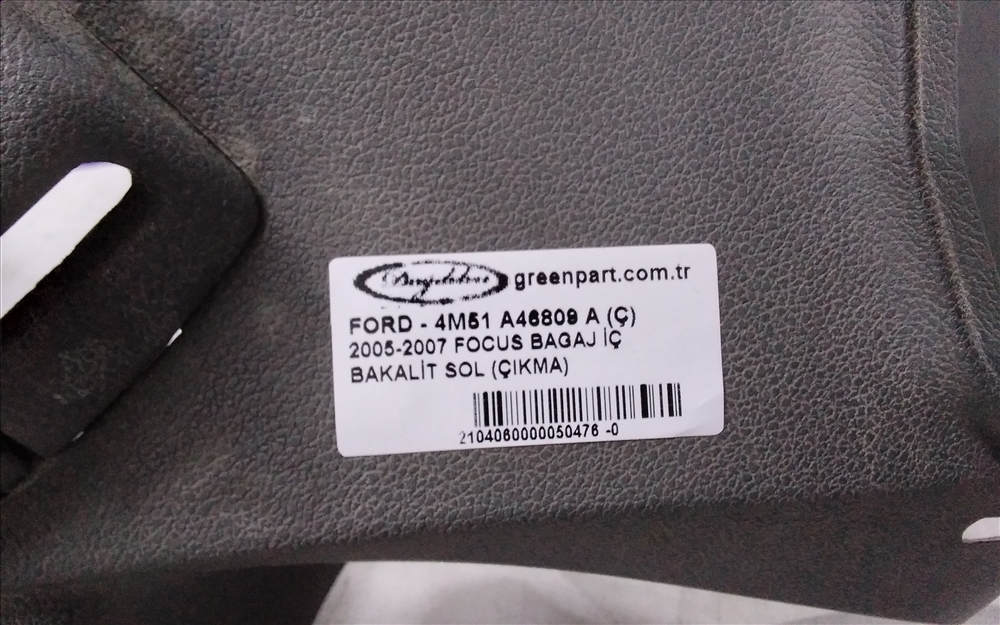 greenpart.com.tr
FORD - 4M51 A46809 A (Ç)
2005-2007 FOCUS BAGAJ İÇ
BAKALİT SOL (ÇIKMA)
2104060000050476 -0